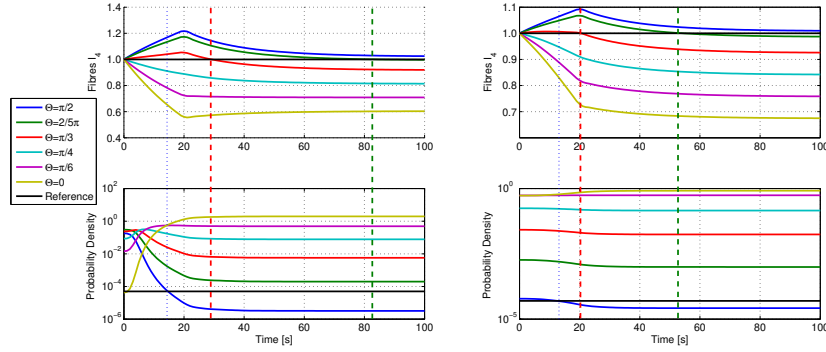 1.4
1.2
1.0
0.8
0.6
0.4
Fibres I4
0 20 40 60 80 100
Θ=π/2
Θ=2/5π
Θ=π/3
Θ=π/4
Θ=π/6
Θ=0
Reference
10^2
10^0
10^-2
10^-4
10^-6
Probability Density
0 20 40 60 80 100
Time [s]
1.1
1.0
0.9
0.8
0.7
0.6
Fibres I4
0 20 40 60 80 100
10^0
10^-5
Probability Density
0 20 40 60 80 100
Time [s]